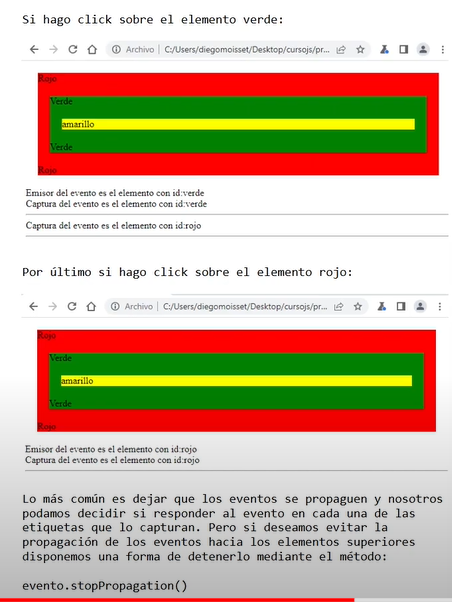 Si hago click sobre el elemento verde:
Archivo | C:/Users/diegomoisset/Desktop/cursojs/pr...
Rojo
Verde
amarillo
Verde
Rojo
Emisor del evento es el elemento con id:verde
Captura del evento es el elemento con id:verde
Captura del evento es el elemento con id:rojo
Por último si hago click sobre el elemento rojo:
Archivo | C:/Users/diegomoisset/Desktop/cursojs/pr...
Rojo
Verde
amarillo
Verde
Rojo
Emisor del evento es el elemento con id:rojo
Captura del evento es el elemento con id:rojo
Lo más común es dejar que los eventos se propaguen y nosotros
podamos decidir si responder al evento en cada una de las
etiquetas que lo capturan. Pero si deseamos evitar la
propagación de los eventos hacia los elementos superiores
disponemos una forma de detenerlo mediante el método:
evento.stopPropagation()